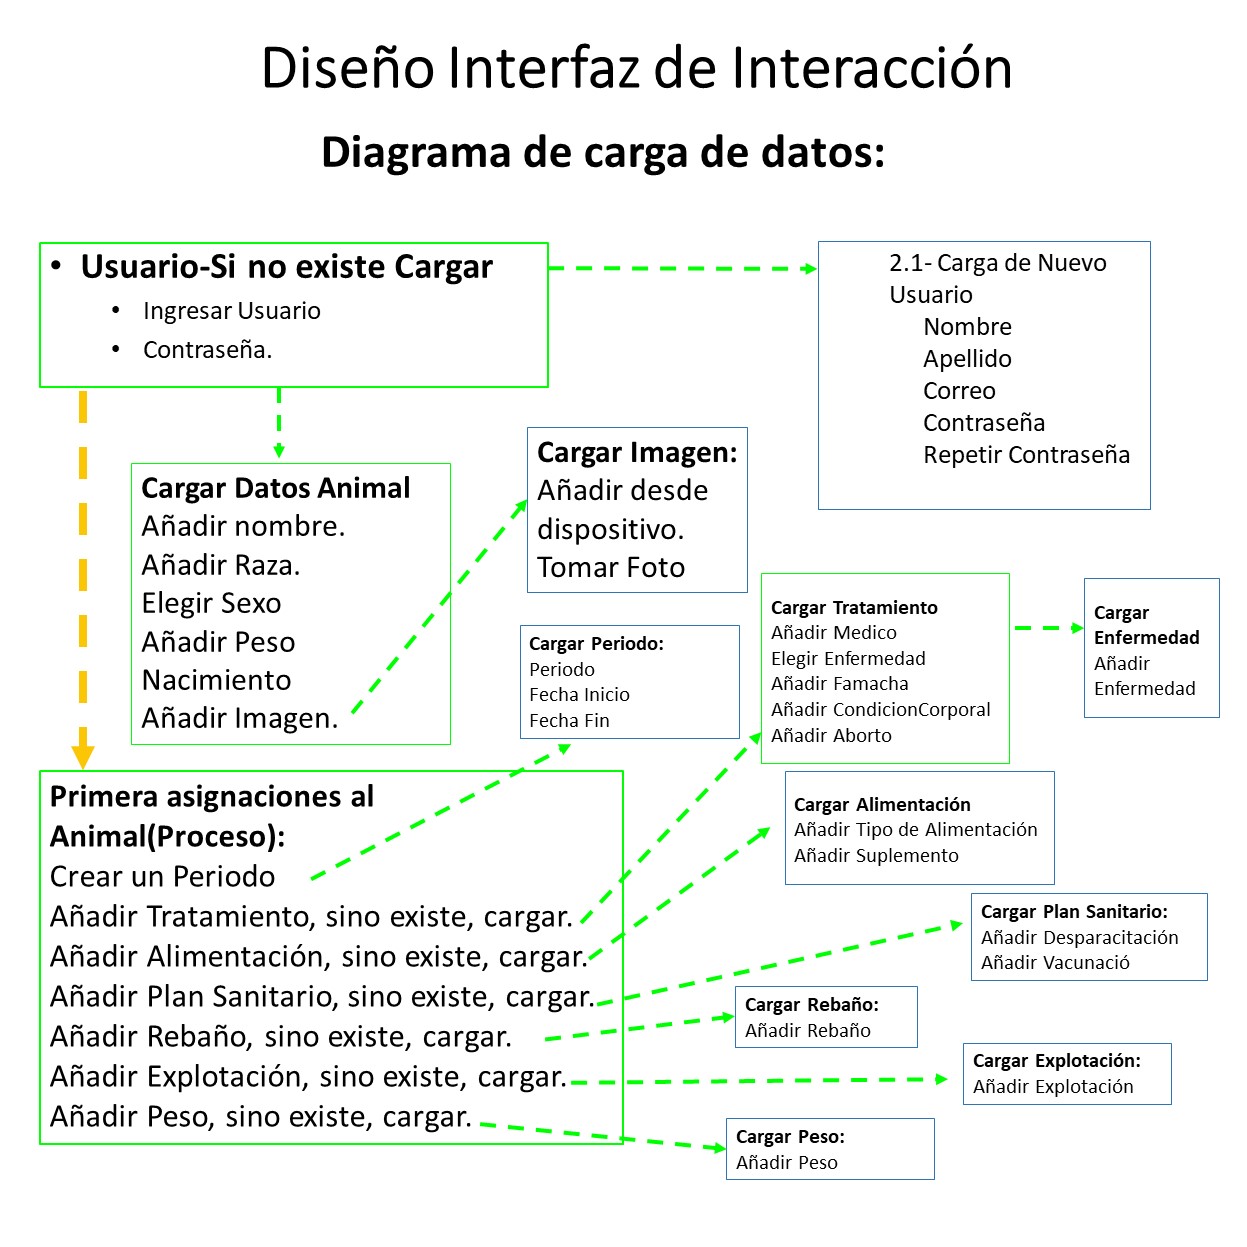 Diseño Interfaz de Interacción
Diagrama de carga de datos:
• Usuario-Si no existe Cargar
• Ingresar Usuario
• Contraseña.
2.1- Carga de Nuevo
Usuario
Nombre
Apellido
Correo
Contraseña
Repetir Contraseña
Cargar Datos Animal
Añadir nombre.
Añadir Raza.
Elegir Sexo
Añadir Peso
Nacimiento
Añadir Imagen.
Cargar Imagen:
Añadir desde
dispositivo.
Tomar Foto
Cargar Periodo:
Periodo
Fecha Inicio
Fecha Fin
Cargar Tratamiento
Añadir Medico
Elegir Enfermedad
Añadir Famacha
Añadir CondicionCorporal
Añadir Aborto
Cargar
Enfermedad
Añadir
Enfermedad
Primera asignaciones al
Animal(Proceso):
Crear un Periodo
Añadir Tratamiento, sino existe, cargar.
Añadir Alimentación, sino existe, cargar.
Añadir Plan Sanitario, sino existe, cargar.
Añadir Rebaño, sino existe, cargar.
Añadir Explotación, sino existe, cargar.
Añadir Peso, sino existe, cargar.
Cargar Alimentación
Añadir Tipo de Alimentación
Añadir Suplemento
Cargar Plan Sanitario:
Añadir Desparacitación
Añadir Vacunació
Cargar Rebaño:
Añadir Rebaño
Cargar Explotación:
Añadir Explotación
Cargar Peso:
Añadir Peso